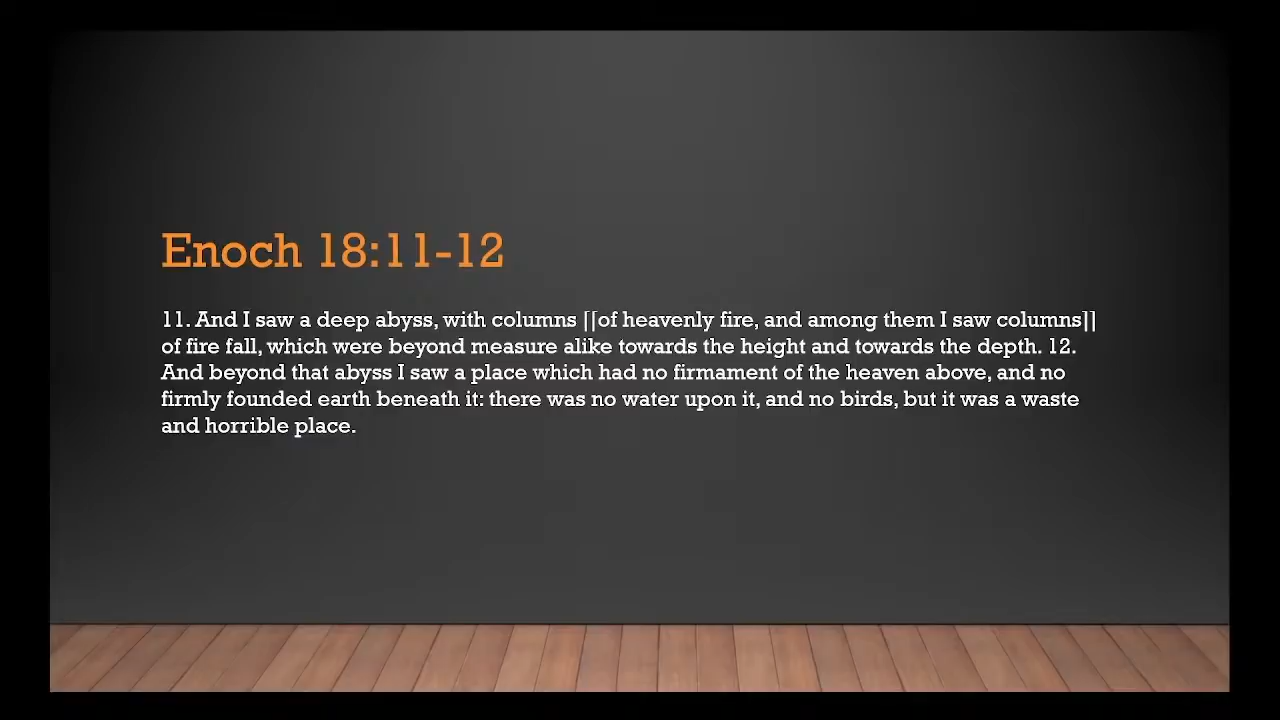 Enoch 18:11-12
11. And I saw a deep abyss, with columns ⌈⌈of heavenly fire, and among them I saw columns⌉⌉
of fire fall, which were beyond measure alike towards the height and towards the depth. 12.
And beyond that abyss I saw a place which had no firmament of the heaven above, and no
firmly founded earth beneath it: there was no water upon it, and no birds, but it was a waste
and horrible place.